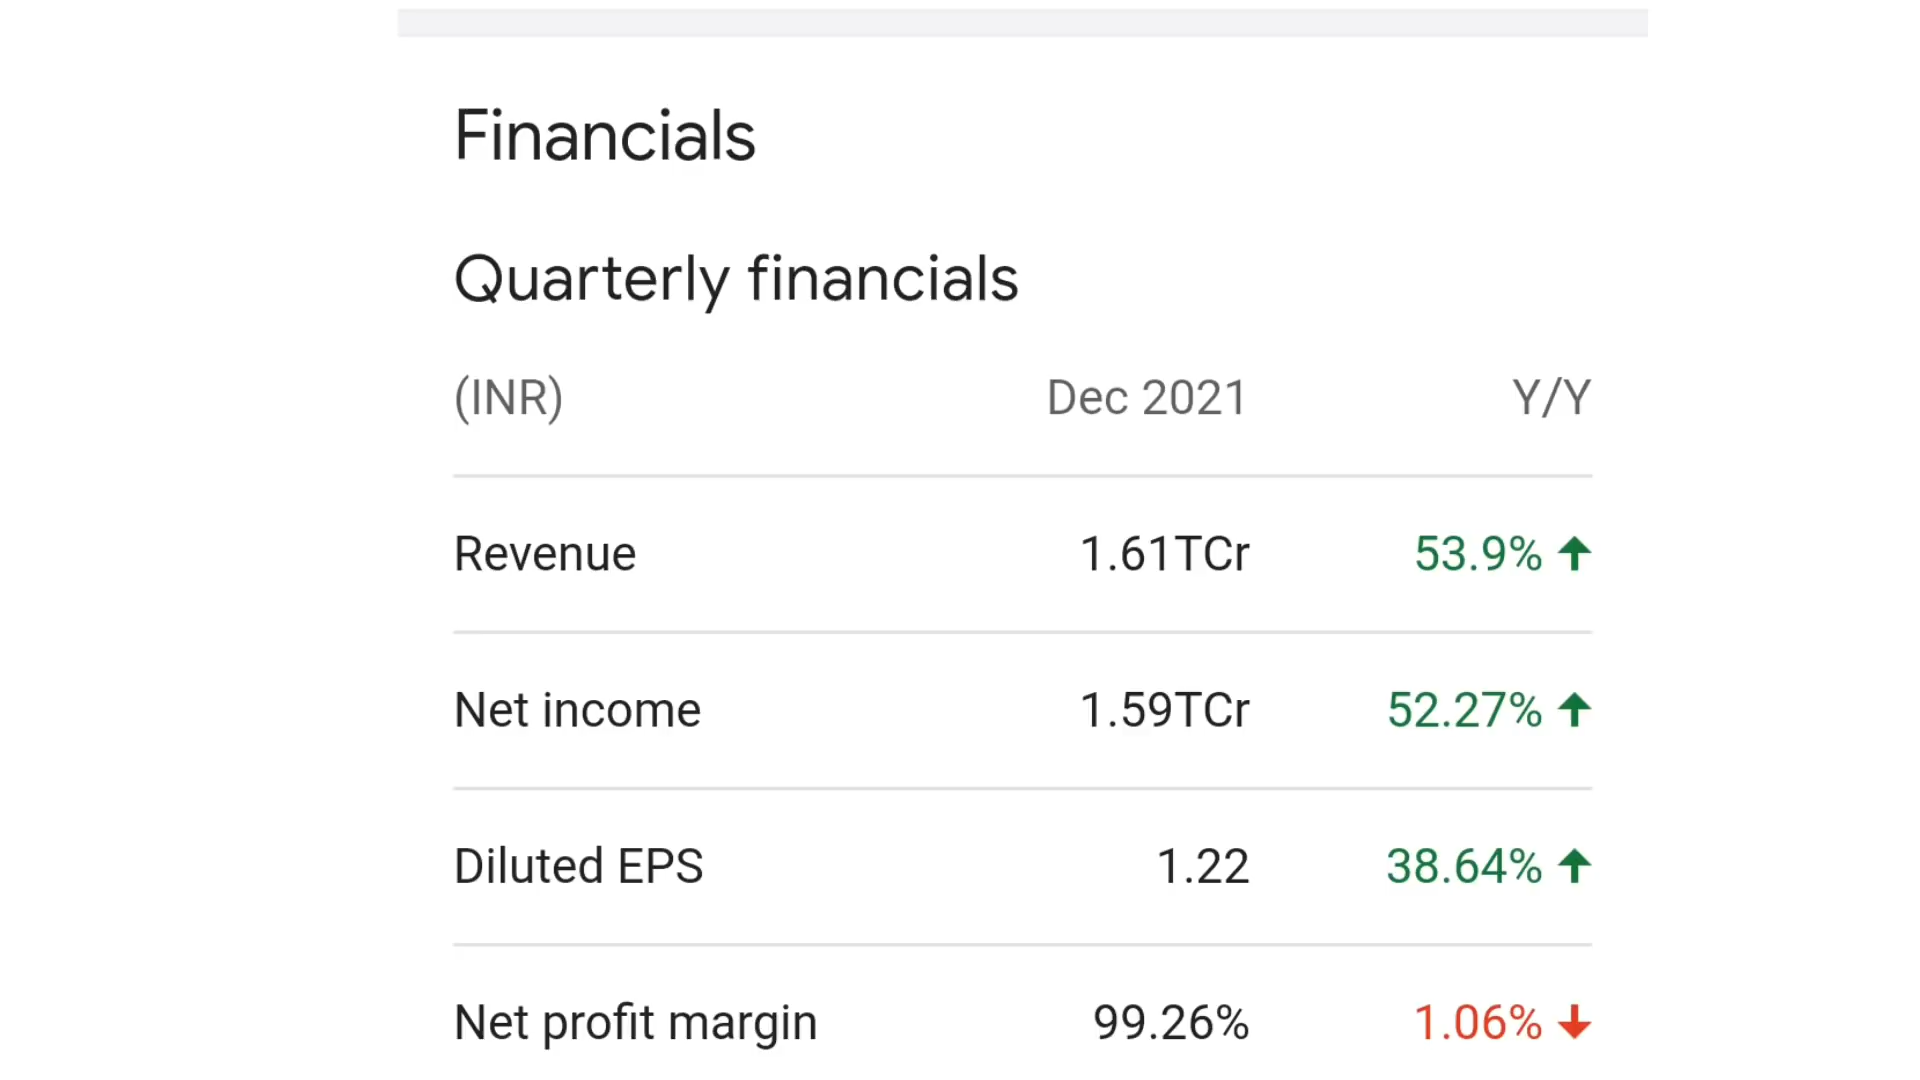 Financials
Quarterly financials
(INR) Dec 2021 Y/Y
Revenue 1.61TCr 53.9% ↑
Net income 1.59TCr 52.27% ↑
Diluted EPS 1.22 38.64% ↑
Net profit margin 99.26% 1.06% ↓